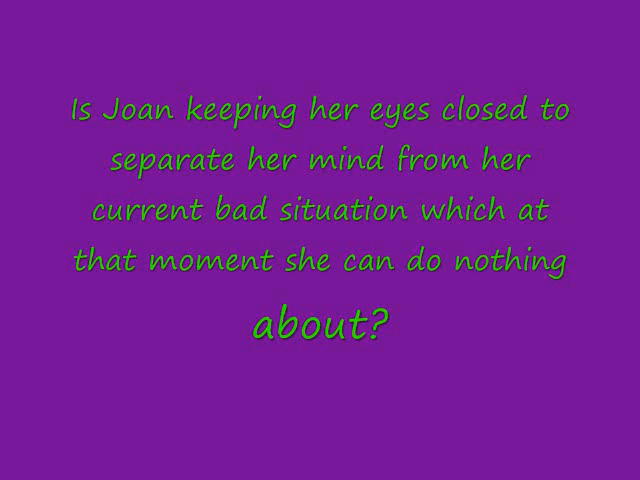 Is Joan keeping her eyes closed to
separate her mind from her
current bad situation which at
that moment she can do nothing
about?